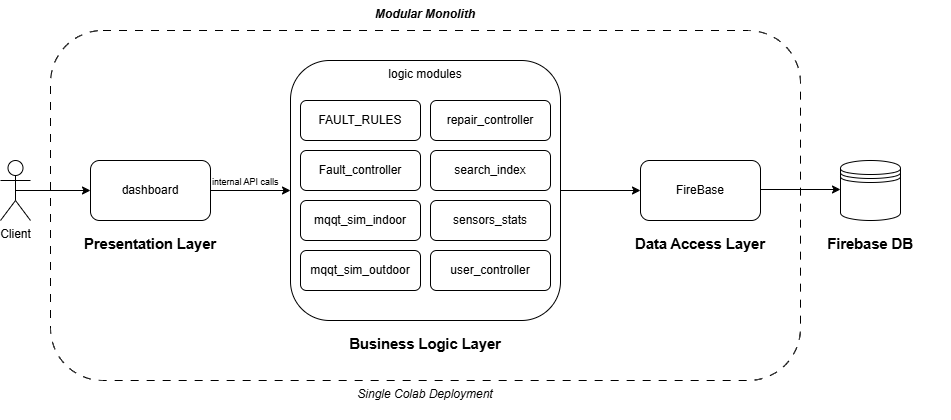 Modular Monolith
logic modules
FAULT_RULES
repair_controller
Fault_controller
search_index
mqqt_sim_indoor
sensors_stats
mqqt_sim_outdoor
user_controller
Client
dashboard
internal API calls
FireBase
Presentation Layer
Data Access Layer
Firebase DB
Business Logic Layer
Single Colab Deployment